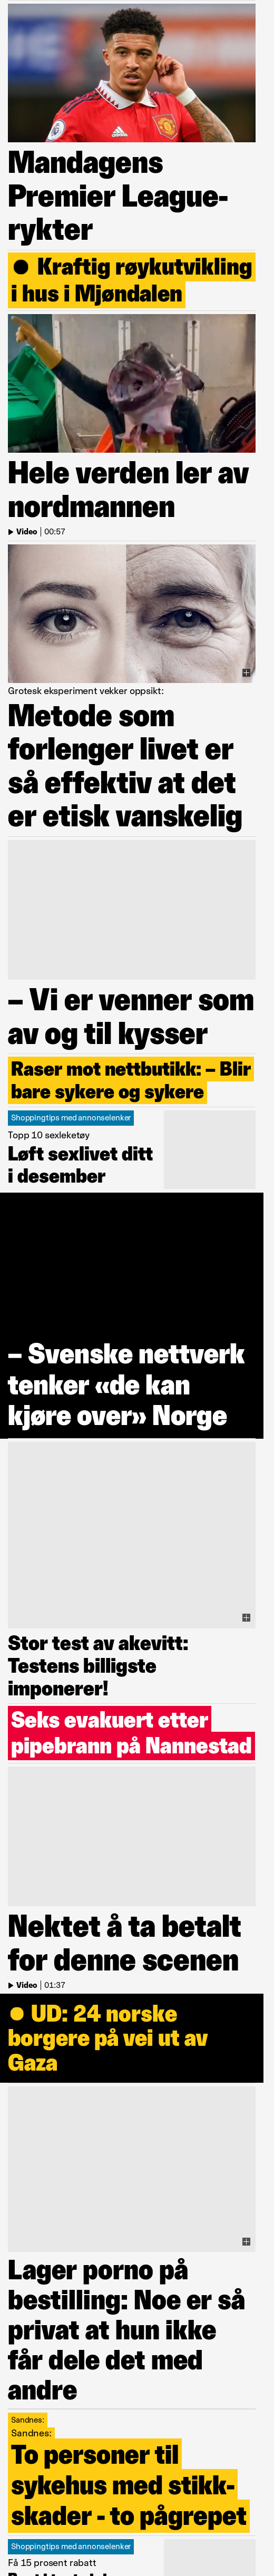 Mandagens
Premier League-
rykter
● Kraftig røykutvikling
i hus i Mjøndalen
Hele verden ler av
nordmannen
Video | 00:57
Grotesk eksperiment vekker oppsikt:
Metode som
forlenger livet er
så effektiv at det
er etisk vanskelig
– Vi er venner som
av og til kysser
Raser mot nettbutikk: – Blir
bare sykere og sykere
Shoppingtips med annonselenker
Topp 10 sexleketøy
Løft sexlivet ditt
i desember
– Svenske nettverk
tenker «de kan
kjøre over» Norge
Stor test av akevitt:
Testens billigste
imponerer!
Seks evakuert etter
pipebrann på Nannestad
Nektet å ta betalt
for denne scenen
Video | 01:37
● UD: 24 norske
borgere på vei ut av
Gaza
Lager porno på
bestilling: Noe er så
privat at hun ikke
får dele det med
andre
Sandnes:
Sandnes:
To personer til
sykehus med stikk-
skader - to pågrepet
Shoppingtips med annonselenker
Få 15 prosent rabatt